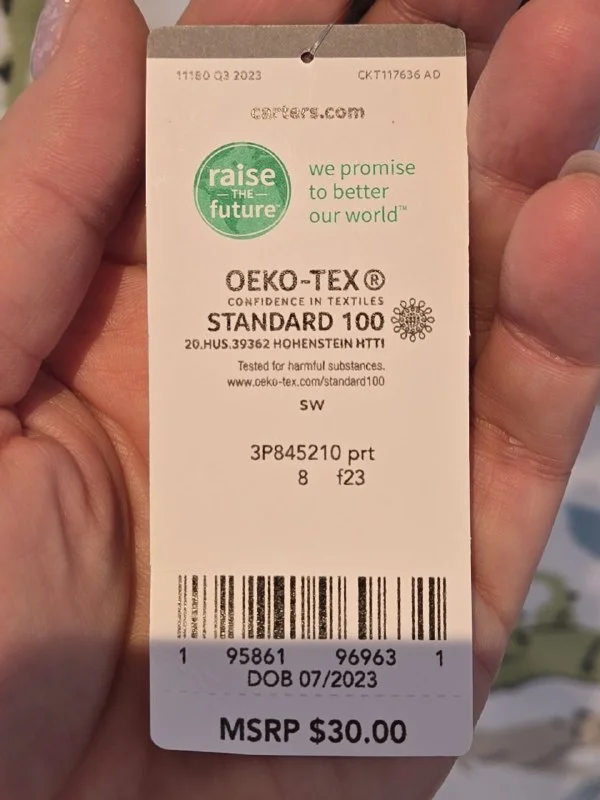 11180 Q3 2023 CKT117636 AD
carters.com
raise
THE
future™
we promise
to better
our world™
OEKO-TEX®
CONFIDENCE IN TEXTILES
STANDARD 100
20.HUS.39362 HOHENSTEIN HTTI
Tested for harmful substances.
www.oeko-tex.com/standard100
SW
3P845210 prt
8 f23
1 95861 96963 1
DOB 07/2023
MSRP $30.00